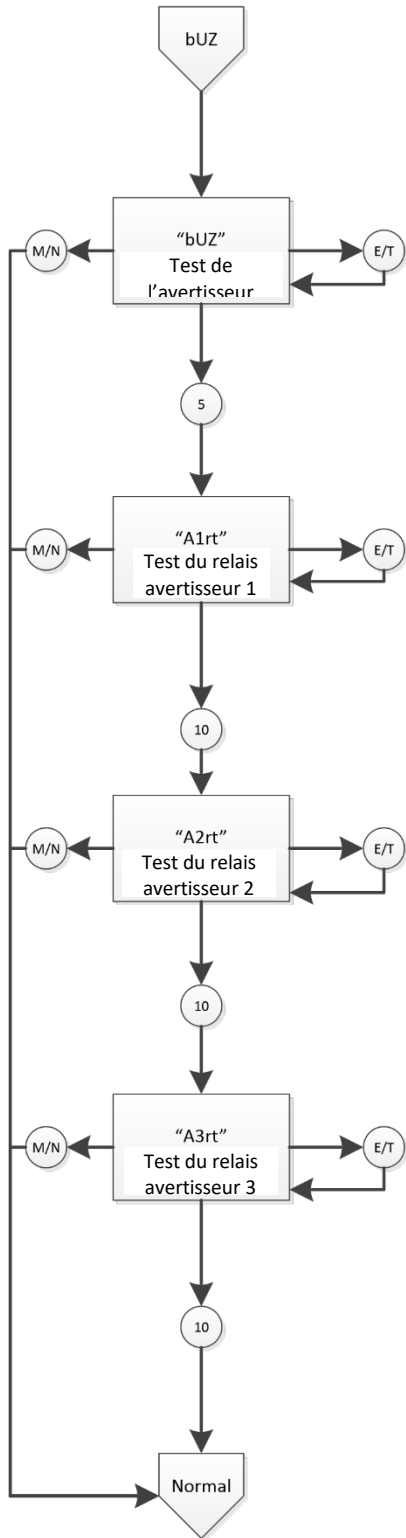 bUZ
“bUZ”
Test de
l’avertisseur
M/N
E/T
5
“A1rt”
Test du relais
avertisseur 1
M/N
E/T
10
“A2rt”
Test du relais
avertisseur 2
M/N
E/T
10
“A3rt”
Test du relais
avertisseur 3
M/N
E/T
10
Normal